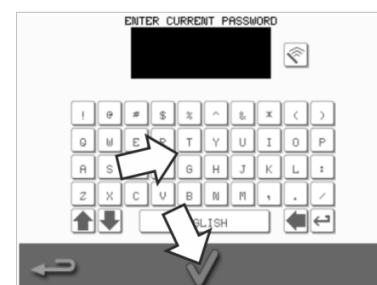 ENTER CURRENT PASSWORD
! @ # $ % ^ & * ( )
Q W E R T Y U I O P
A S G H J K L :
Z X C V B N M , . /